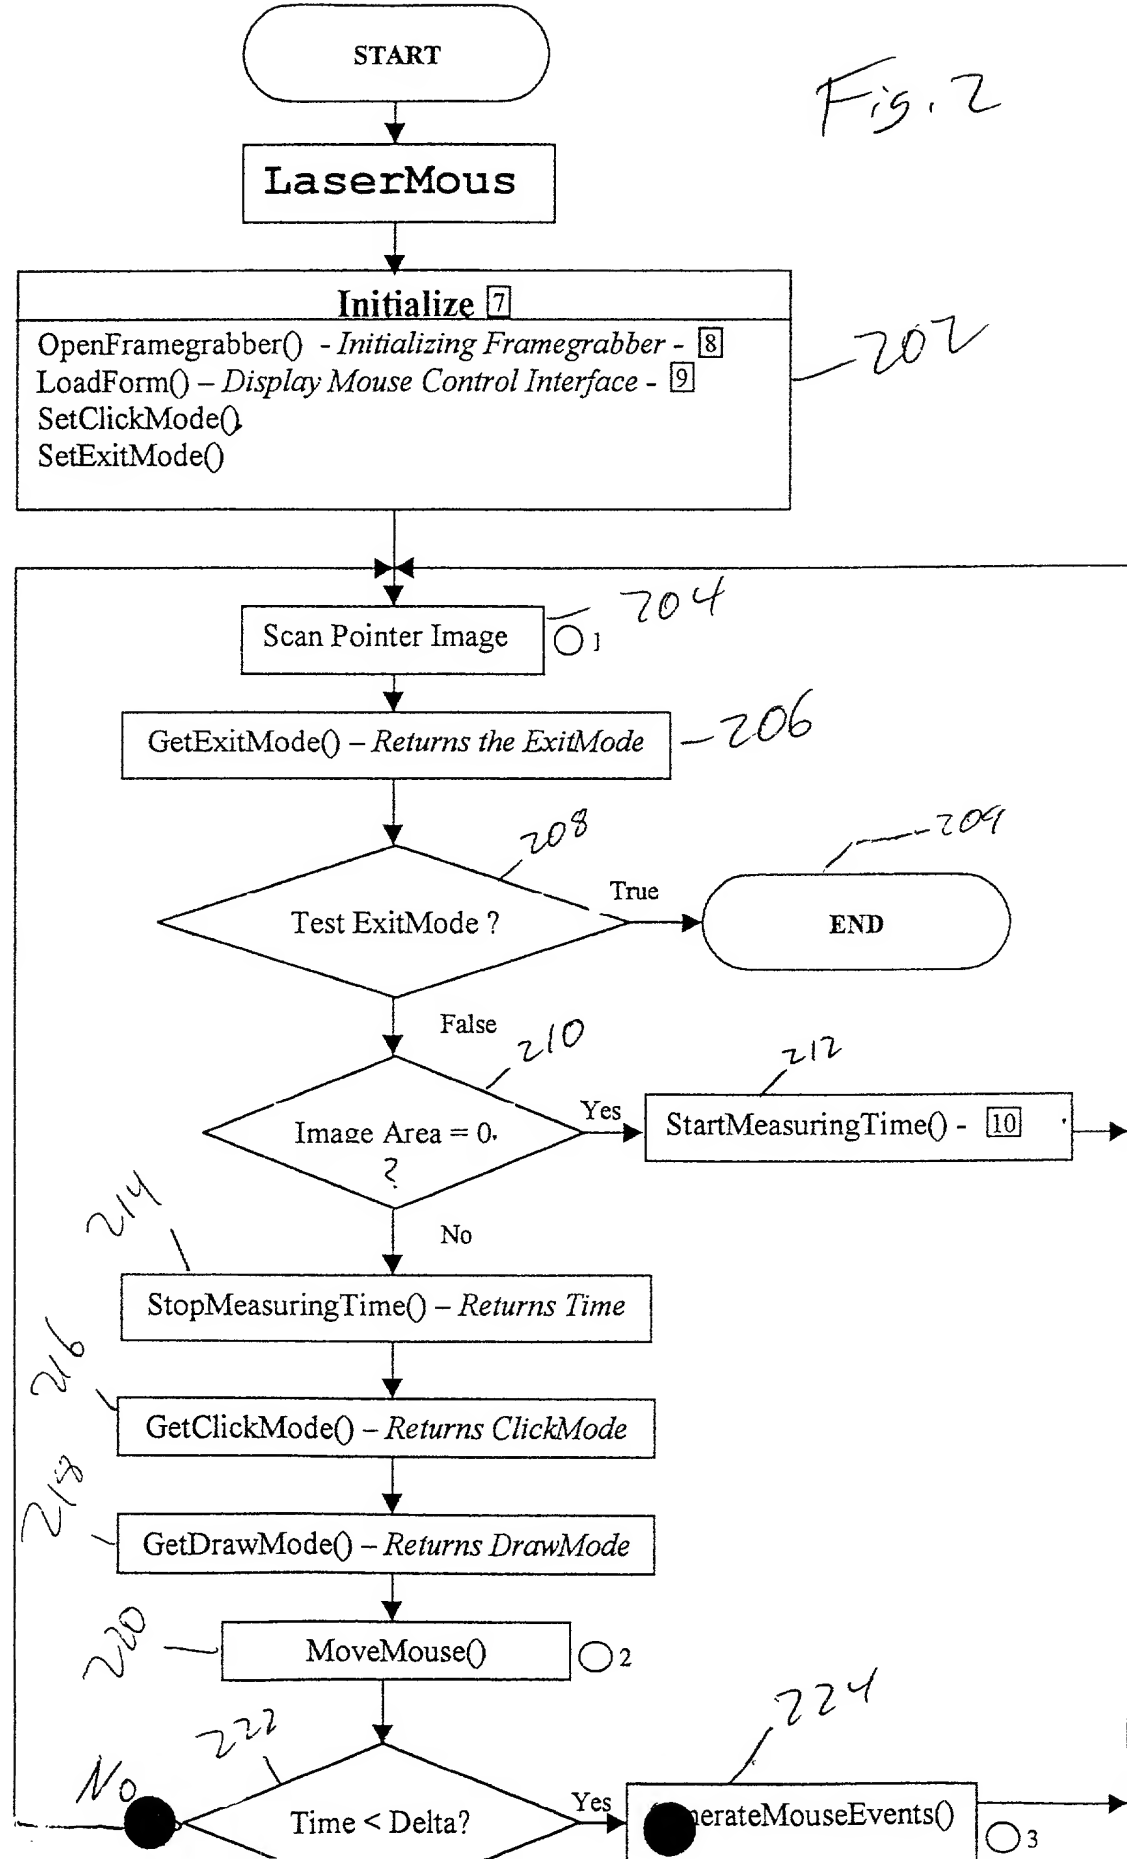 START
Fig. 2
LaserMous
Initialize 7
OpenFramegrabber() - Initializing Framegrabber - 8
LoadForm() – Display Mouse Control Interface - 9
SetClickMode()
SetExitMode()
202
204
Scan Pointer Image
1
GetExitMode() – Returns the ExitMode
206
208
209
Test ExitMode ?
True
END
False
210
212
Image Area = 0.
?
Yes
StartMeasuringTime() - 10
214
No
StopMeasuringTime() – Returns Time
216
GetClickMode() – Returns ClickMode
218
GetDrawMode() – Returns DrawMode
220
MoveMouse()
2
222
224
No
Time < Delta?
Yes
nerateMouseEvents()
3